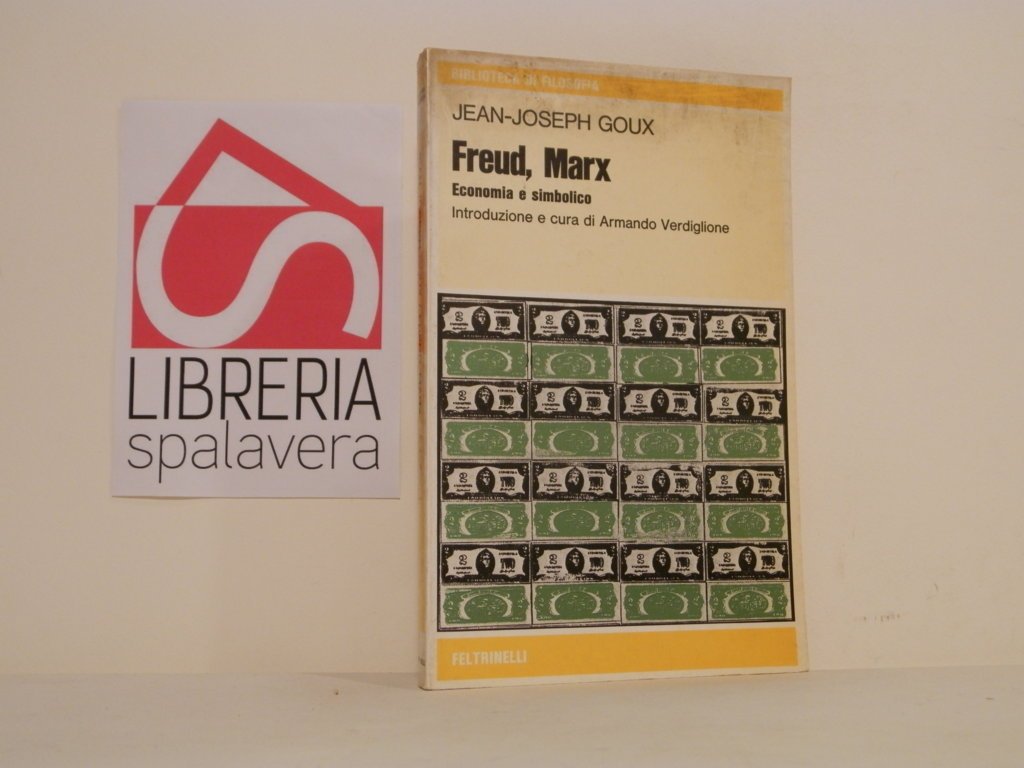 LIBRERIA
spalavera
BIBLIOTECA DI FILOSOFIA
JEAN-JOSEPH GOUX
Freud, Marx
Economia e simbolico
Introduzione e cura di Armando Verdiglione
FELTRINELLI